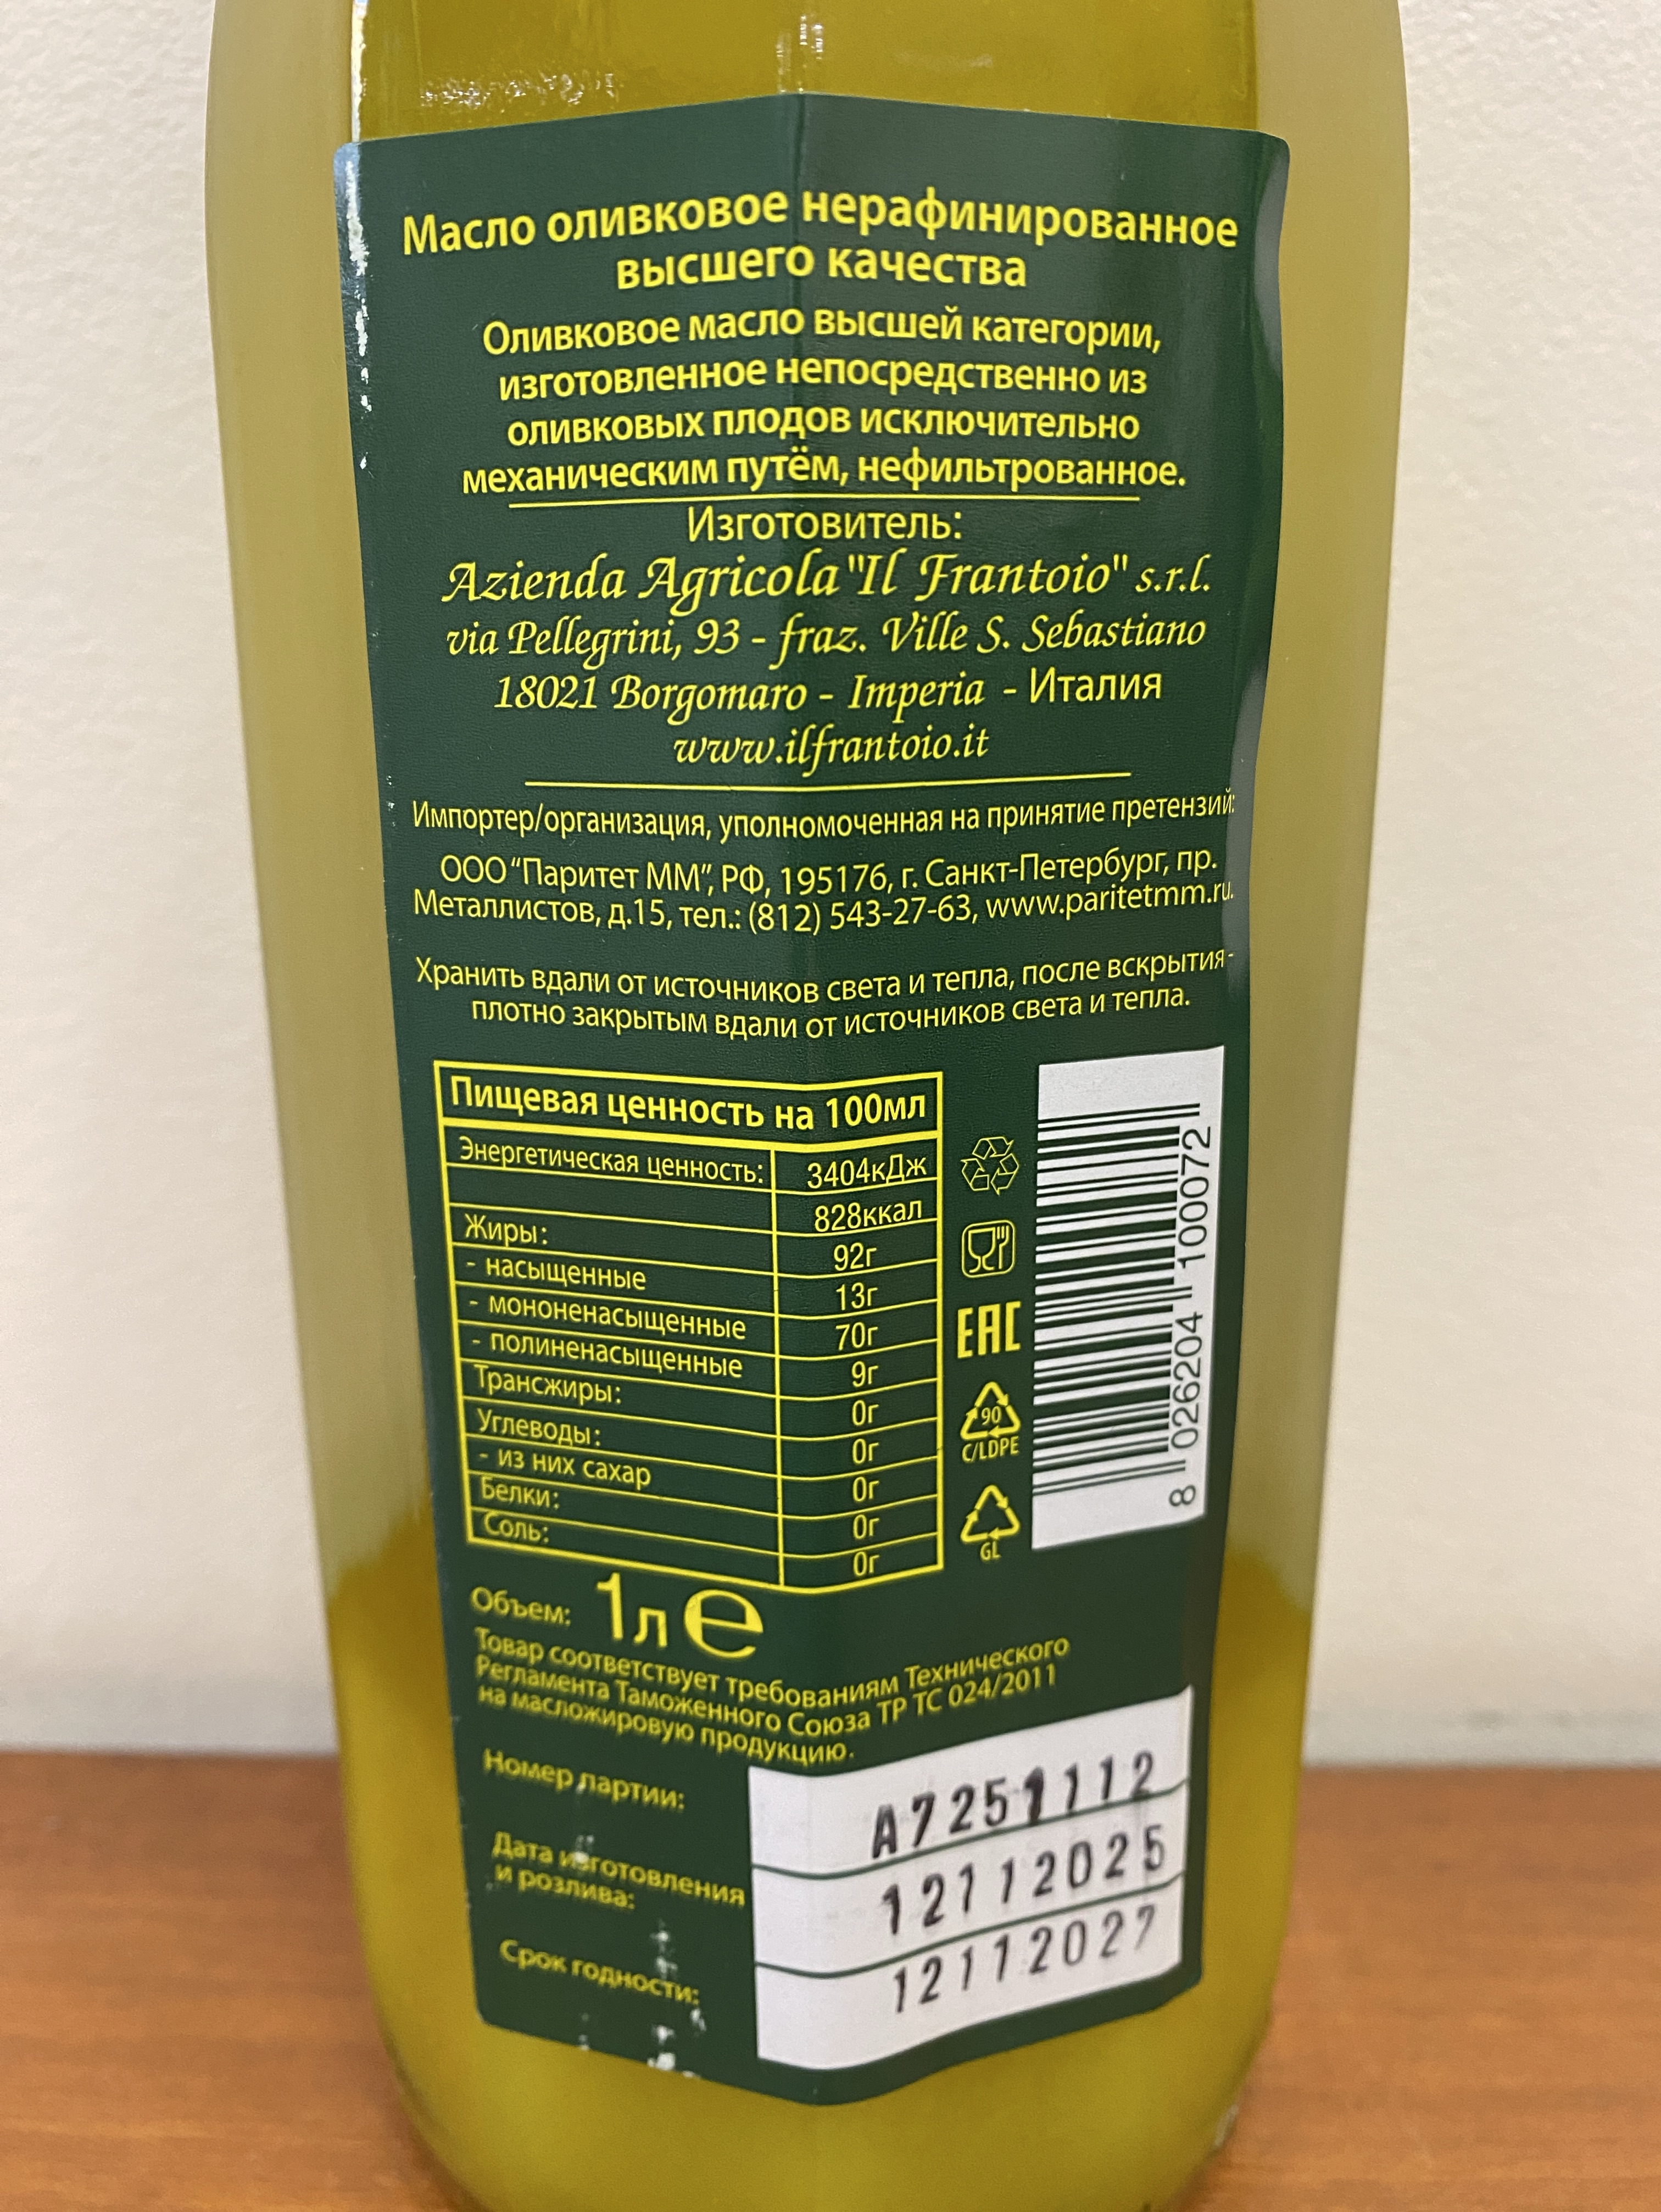 Масло оливковое нерафинированное
высшего качества
Оливковое масло высшей категории,
изготовленное непосредственно из
оливковых плодов исключительно
механическим путём, нефильтрованное.
Изготовитель:
Azienda Agricola "Il Frantoio" s.r.l.
via Pellegrini, 93 - fraz. Ville S. Sebastiano
18021 Borgomaro - Imperia - Италия
www.ilfrantoio.it
Импортер/организация, уполномоченная на принятие претензий:
ООО “Паритет ММ”, РФ, 195176, г. Санкт-Петербург, пр.
Металлистов, д.15, тел.: (812) 543-27-63, www.paritetmm.ru.
Хранить вдали от источников света и тепла, после вскрытия-
плотно закрытым вдали от источников света и тепла.
Пищевая ценность на 100мл
Энергетическая ценность: 3404кДж
828ккал
Жиры: 92г
- насыщенные 13г
- мононенасыщенные 70г
- полиненасыщенные 9г
Трансжиры: 0г
Углеводы: 0г
- из них сахар 0г
Белки: 0г
Соль: 0г
EAC
90
C/LDPE
GL
8 026204 100072
Объем: 1л e
Товар соответствует требованиям Технического
Регламента Таможенного Союза ТР ТС 024/2011
на масложировую продукцию.
Номер партии: A7251112
Дата изготовления
и розлива: 12112025
Срок годности: 12112027